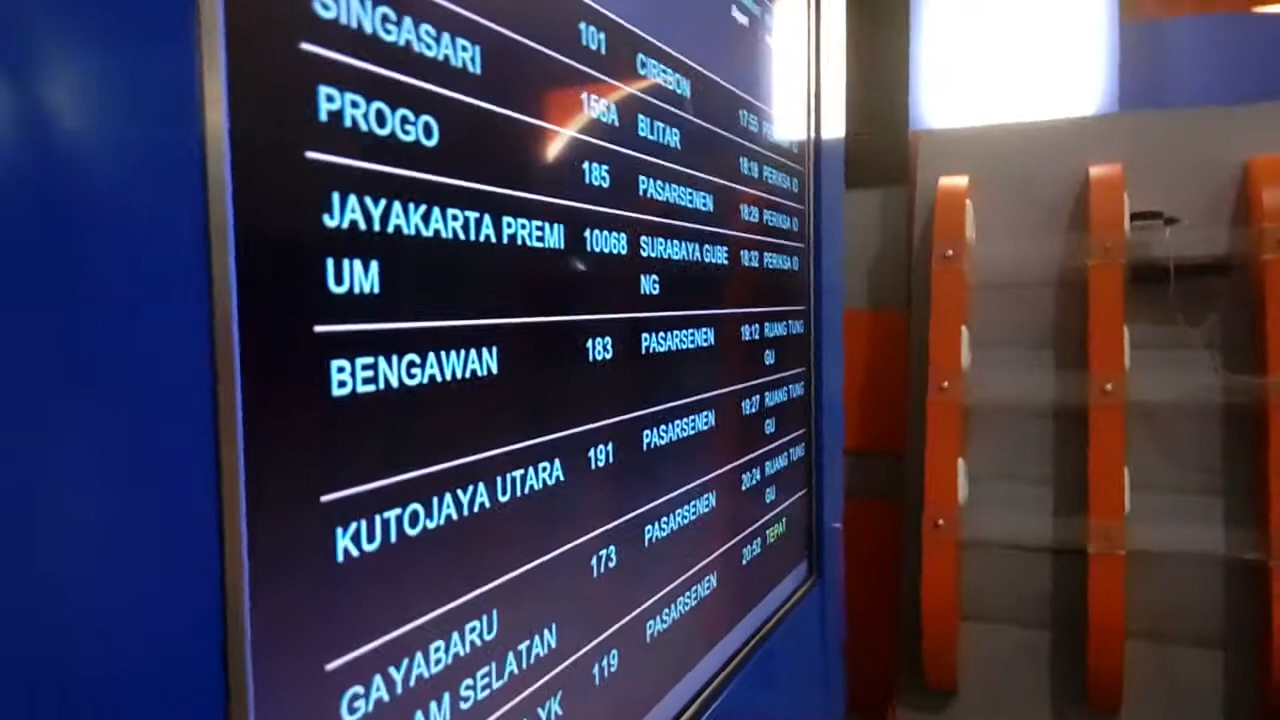 101 CIREBON 17:55
SINGASARI 156A BLITAR 18:18 PERIKSA ID
PROGO 185 PASARSENEN 18:29 PERIKSA ID
JAYAKARTA PREMI 10068 SURABAYA GUBE 18:32 PERIKSA ID
UM NG
BENGAWAN 183 PASARSENEN 19:12 RUANG TUNG
GU
KUTOJAYA UTARA 191 PASARSENEN 19:27 RUANG TUNG
GU
GAYABARU 173 PASARSENEN 20:24 RUANG TUNG
AM SELATAN GU
YK 119 PASARSENEN 20:52 TEPAT